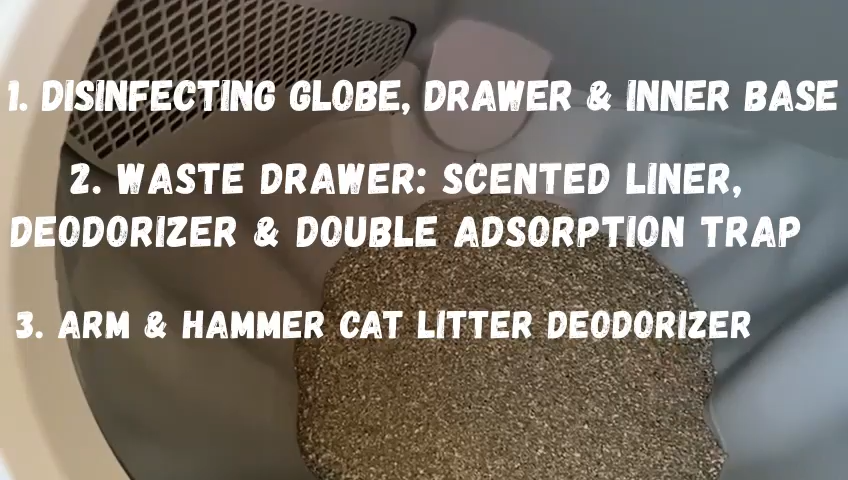 1. DISINFECTING GLOBE, DRAWER & INNER BASE
2. WASTE DRAWER: SCENTED LINER,
DEODORIZER & DOUBLE ADSORPTION TRAP
3. ARM & HAMMER CAT LITTER DEODORIZER